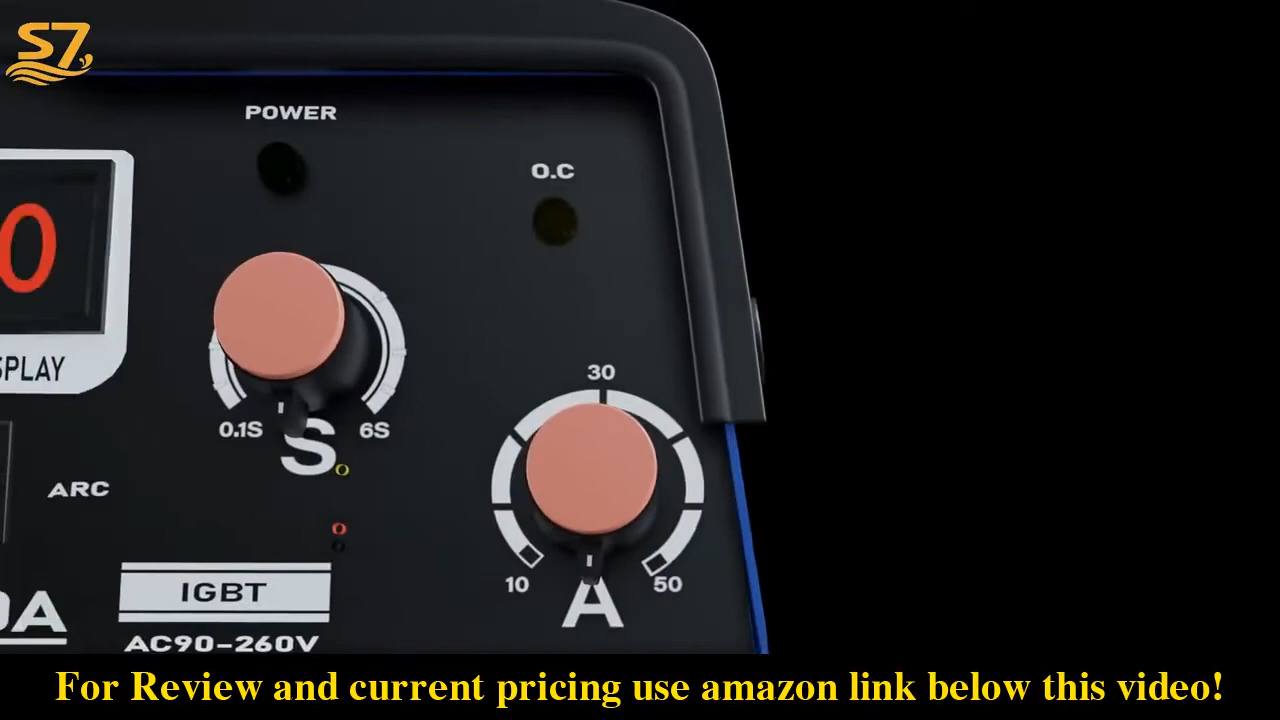 S7
POWER
O.C
0
0.1S
6S
S
ARC
30
10
50
A
IGBT
AC90-260V
For Review and current pricing use amazon link below this video!